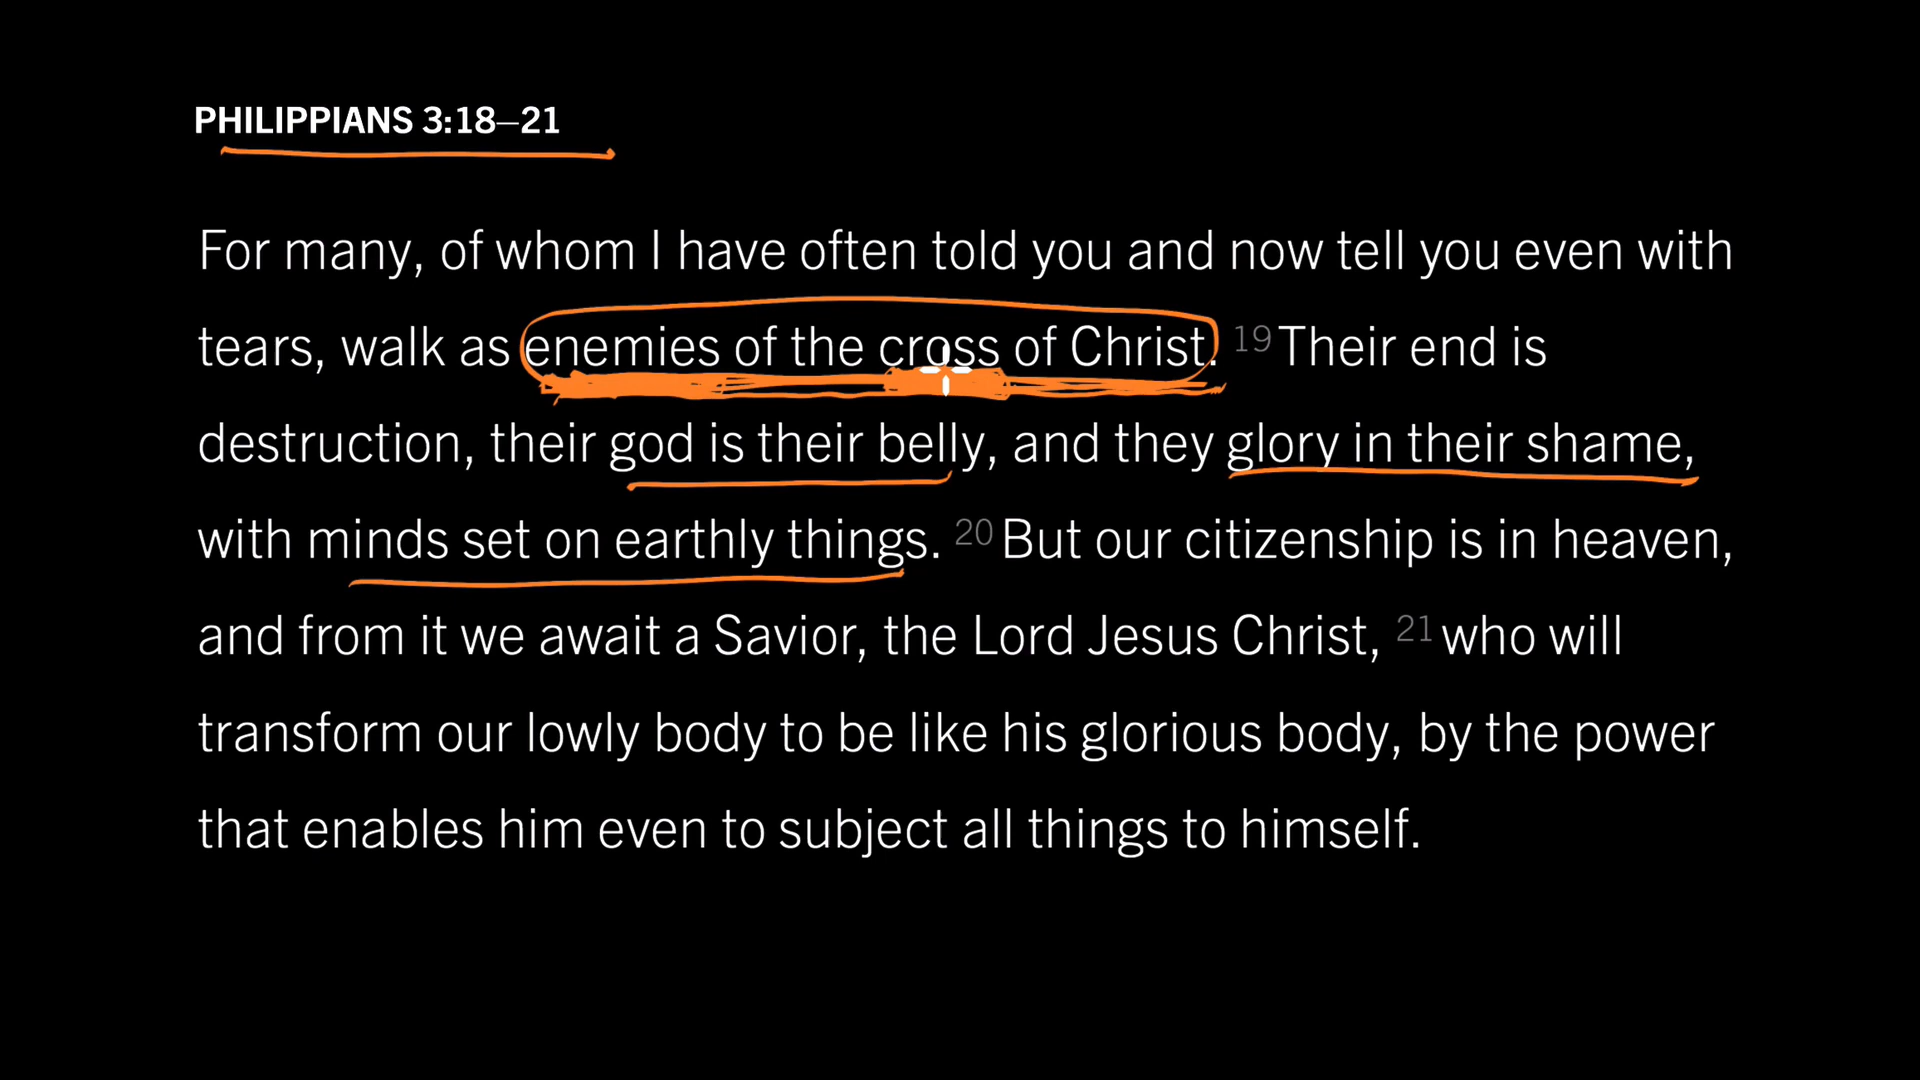 PHILIPPIANS 3:18–21
For many, of whom I have often told you and now tell you even with
tears, walk as enemies of the cross of Christ. 19 Their end is
destruction, their god is their belly, and they glory in their shame,
with minds set on earthly things. 20 But our citizenship is in heaven,
and from it we await a Savior, the Lord Jesus Christ, 21 who will
transform our lowly body to be like his glorious body, by the power
that enables him even to subject all things to himself.